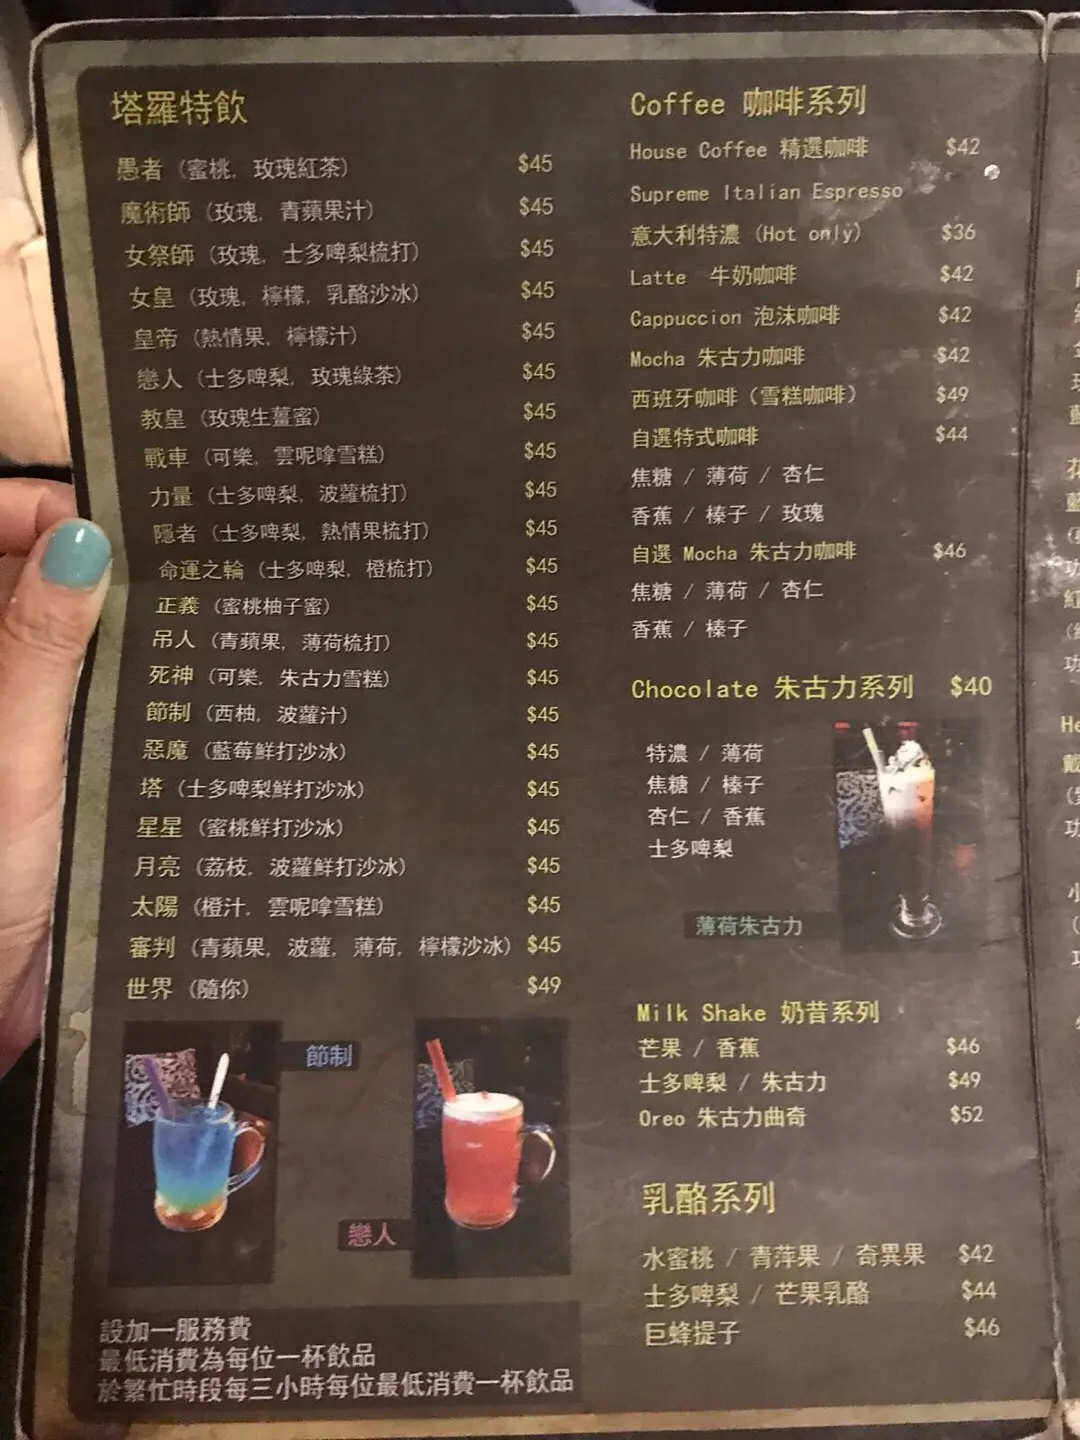 塔羅特飲
愚者 (蜜桃, 玫瑰紅茶) $45
魔術師 (玫瑰, 青蘋果汁) $45
女祭師 (玫瑰, 士多啤梨梳打) $45
女皇 (玫瑰, 檸檬, 乳酪沙冰) $45
皇帝 (熱情果, 檸檬汁) $45
戀人 (士多啤梨, 玫瑰綠茶) $45
教皇 (玫瑰生薑蜜) $45
戰車 (可樂, 雲呢拿雪糕) $45
力量 (士多啤梨, 波蘿梳打) $45
隱者 (士多啤梨, 熱情果梳打) $45
命運之輪 (士多啤梨, 橙梳打) $45
正義 (蜜桃柚子蜜) $45
吊人 (青蘋果, 薄荷梳打) $45
死神 (可樂, 朱古力雪糕) $45
節制 (西柚, 波蘿汁) $45
惡魔 (藍莓鮮打沙冰) $45
塔 (士多啤梨鮮打沙冰) $45
星星 (蜜桃鮮打沙冰) $45
月亮 (荔枝, 波蘿鮮打沙冰) $45
太陽 (橙汁, 雲呢嗱雪糕) $45
審判 (青蘋果, 波蘿, 薄荷, 檸檬沙冰) $45
世界 (隨你) $49
節制
戀人
設加一服務費
最低消費為每位一杯飲品
於繁忙時段每三小時每位最低消費一杯飲品
Coffee 咖啡系列
House Coffee 精選咖啡 $42
Supreme Italian Espresso
意大利特濃 (Hot only) $36
Latte 牛奶咖啡 $42
Cappuccion 泡沫咖啡 $42
Mocha 朱古力咖啡 $42
西班牙咖啡 (雪糕咖啡) $49
自選特式咖啡 $44
焦糖 / 薄荷 / 杏仁
香蕉 / 榛子 / 玫瑰
自選 Mocha 朱古力咖啡 $46
焦糖 / 薄荷 / 杏仁
香蕉 / 榛子
Chocolate 朱古力系列 $40
特濃 / 薄荷
焦糖 / 榛子
杏仁 / 香蕉
士多啤梨
薄荷朱古力
Milk Shake 奶昔系列
芒果 / 香蕉 $46
士多啤梨 / 朱古力 $49
Oreo 朱古力曲奇 $52
乳酪系列
水蜜桃 / 青萍果 / 奇異果 $42
士多啤梨 / 芒果乳酪 $44
巨蜂提子 $46